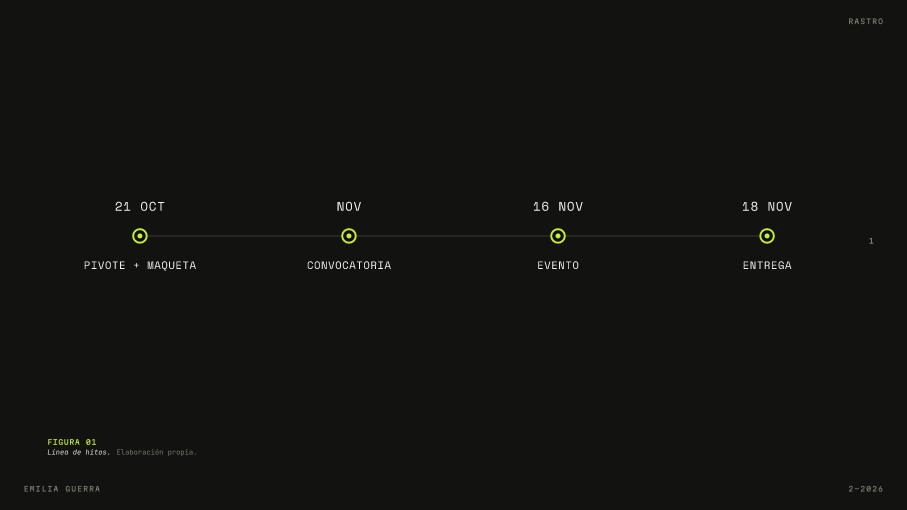 RASTRO
21 OCT
NOV
16 NOV
18 NOV
1
PIVOTE + MAQUETA
CONVOCATORIA
EVENTO
ENTREGA
FIGURA 01
Línea de hitos. Elaboración propia.
EMILIA GUERRA
2—2026